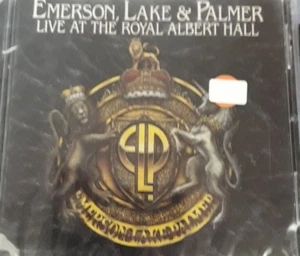 EMERSON, LAKE & PALMER
LIVE AT THE ROYAL ALBERT HALL
ELP